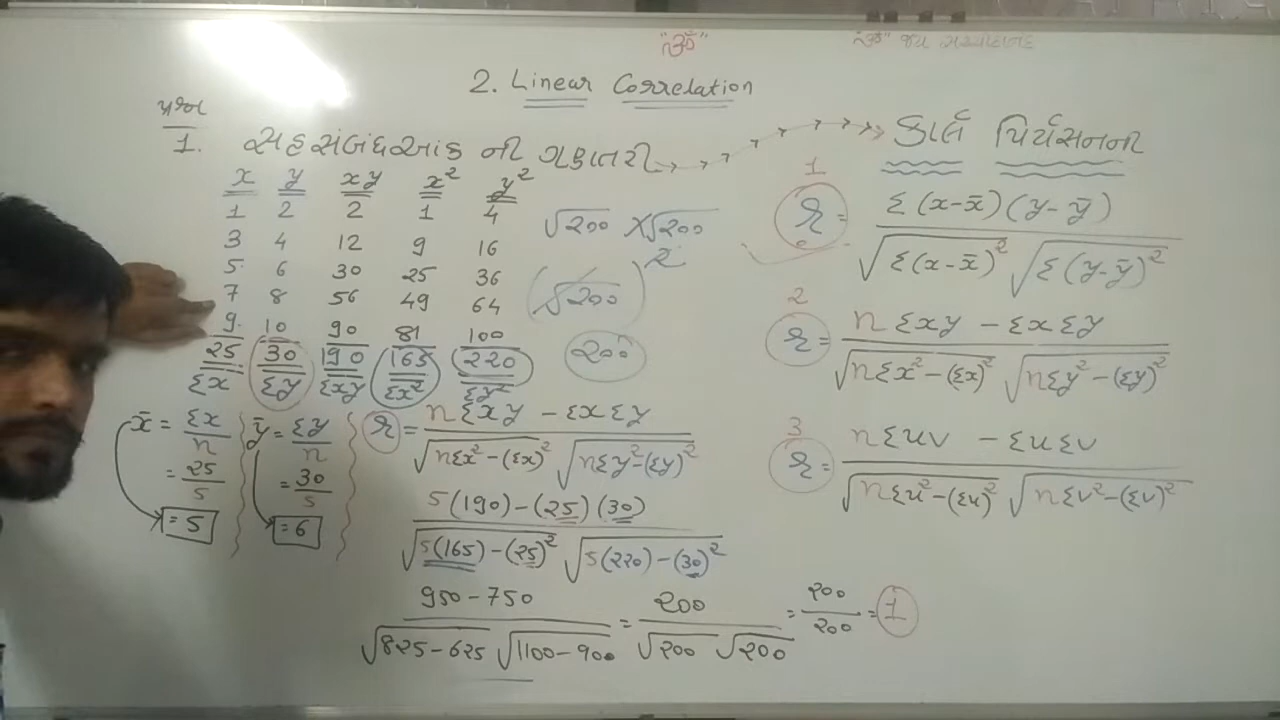 "ૐ"
"ૐ" જય
2. Linear Correlation
પ્રશ્ન
1. સહસંબંધઆંક ની ગણતરી
કાર્લ પિર્યસનની
x y xy x² y²
1 2 2 1 4
3 4 12 9 16
5 6 30 25 36
7 8 56 49 64
9 10 90 81 100
25 30 190 165 220
Σx Σy Σxy Σx² Σy²
√200 × √200
(√200)²
200
x̄ = Σx/n
= 25/5
= 5
ȳ = Σy/n
= 30/5
= 6
r = nΣxy - ΣxΣy / √nΣx²-(Σx)² √nΣy²-(Σy)²
5(190) - (25)(30) / √5(165)-(25)² √5(220)-(30)²
950 - 750 / √825-625 √1100-900 = 200 / √200 √200 = 200/200 = 1
1
r = Σ(x-x̄)(y-ȳ) / √Σ(x-x̄)² √Σ(y-ȳ)²
2
r = nΣxy - ΣxΣy / √nΣx²-(Σx)² √nΣy²-(Σy)²
3
r = nΣuv - ΣuΣv / √nΣu²-(Σu)² √nΣv²-(Σv)²